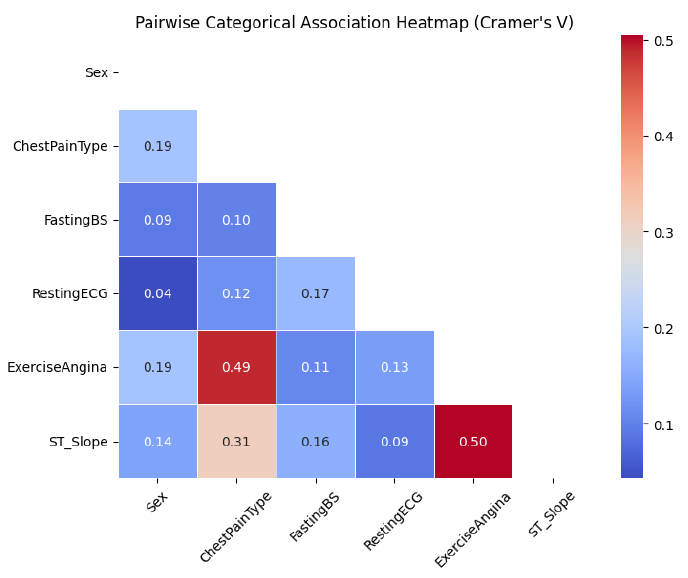 Pairwise Categorical Association Heatmap (Cramer's V)
Sex
ChestPainType 0.19
FastingBS 0.09 0.10
RestingECG 0.04 0.12 0.17
ExerciseAngina 0.19 0.49 0.11 0.13
ST_Slope 0.14 0.31 0.16 0.09 0.50
Sex ChestPainType FastingBS RestingECG ExerciseAngina ST_Slope
0.5
0.4
0.3
0.2
0.1